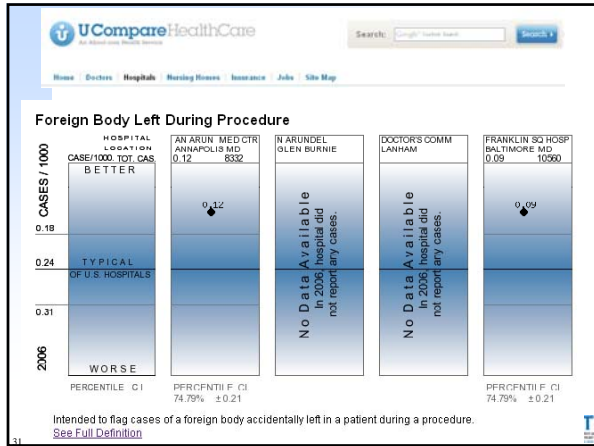 UCompareHealthCare
An About.com Health Service
Search:
Search
Home Doctors Hospitals Nursing Homes Insurance Jobs Site Map
Foreign Body Left During Procedure
HOSPITAL
LOCATION
CASE/1000. TOT. CAS.
AN ARUN MED CTR
ANNAPOLIS MD
0.12 8332
N ARUNDEL
GLEN BURNIE
DOCTOR'S COMM
LANHAM
FRANKLIN SQ HOSP
BALTIMORE MD
0.09 10560
CASES / 1000
2006
BETTER
0.18
0.24
TYPICAL
OF U.S. HOSPITALS
0.31
WORSE
0.12
No Data Available
In 2006, hospital did
not report any cases.
No Data Available
In 2006, hospital did
not report any cases.
0.09
PERCENTILE CI
PERCENTILE CI
74.79% ±0.21
PERCENTILE CI
74.79% ±0.21
Intended to flag cases of a foreign body accidentally left in a patient during a procedure.
See Full Definition
31